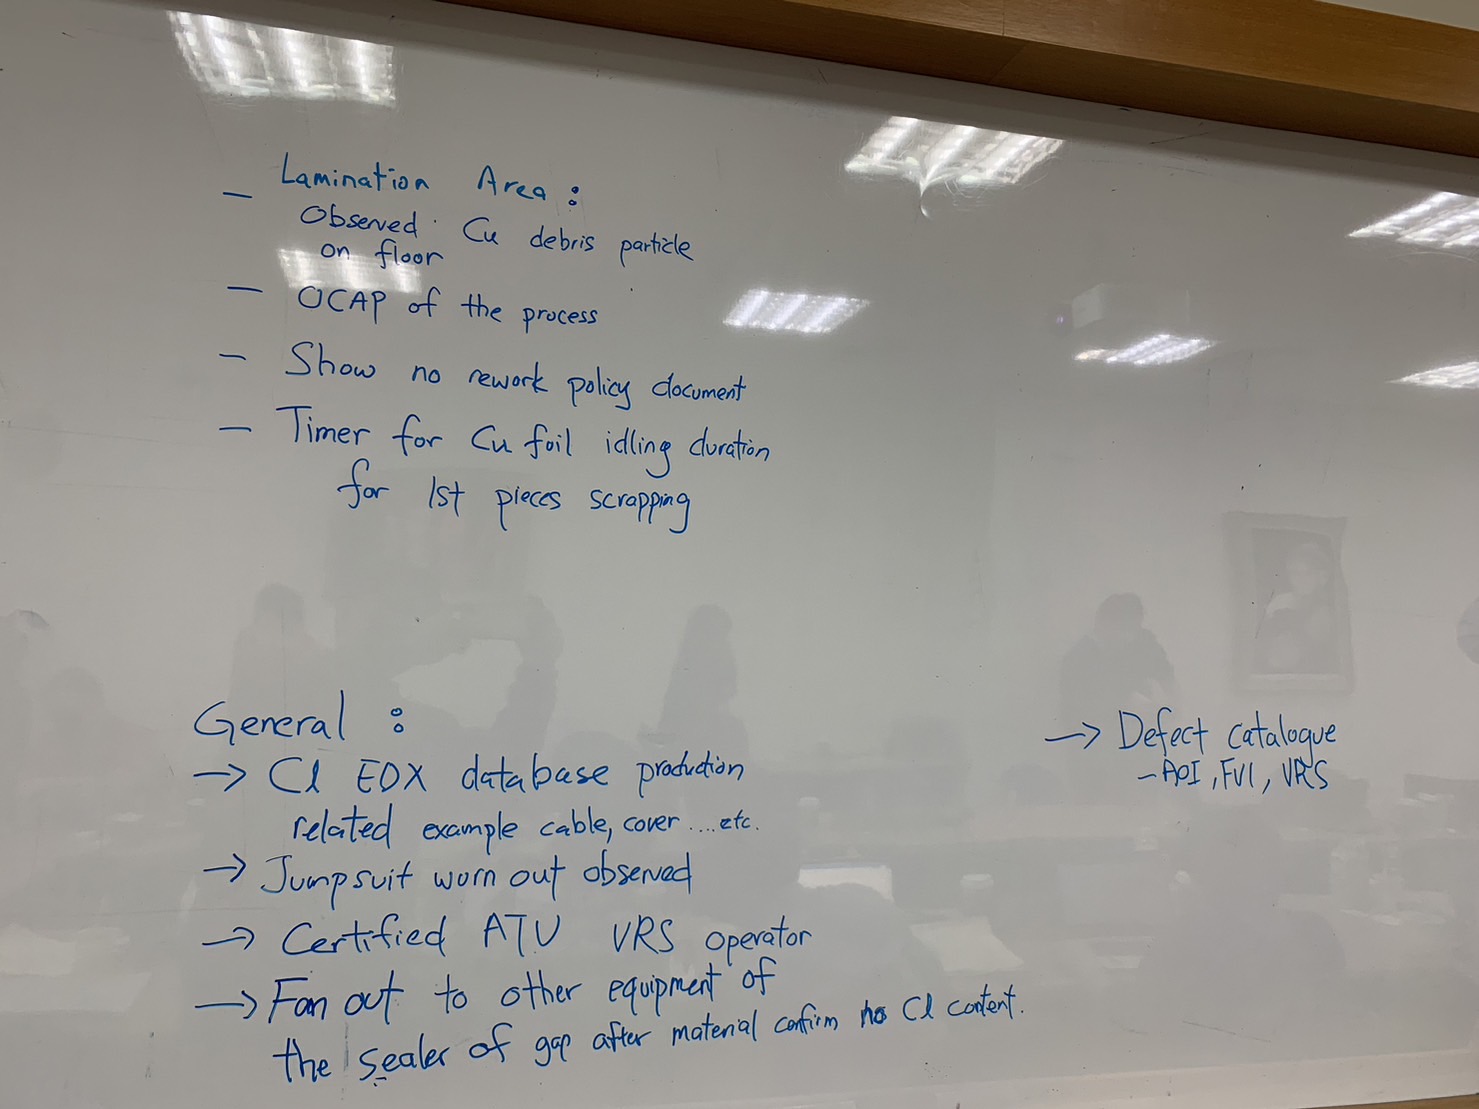 Lamination Area :
— Observed Cu debris particle
on floor
— OCAP of the process
— Show no rework policy document
— Timer for Cu foil idling duration
for 1st pieces scrapping
General :
→ Cl EDX database production
related example cable, cover ....etc.
→ Jumpsuit worn out observed
→ Certified ATU VRS operator
→ Fan out to other equipment of
the sealer of gap after material confirm no Cl content.
→ Defect catalogue
- AOI, FVI, VRS